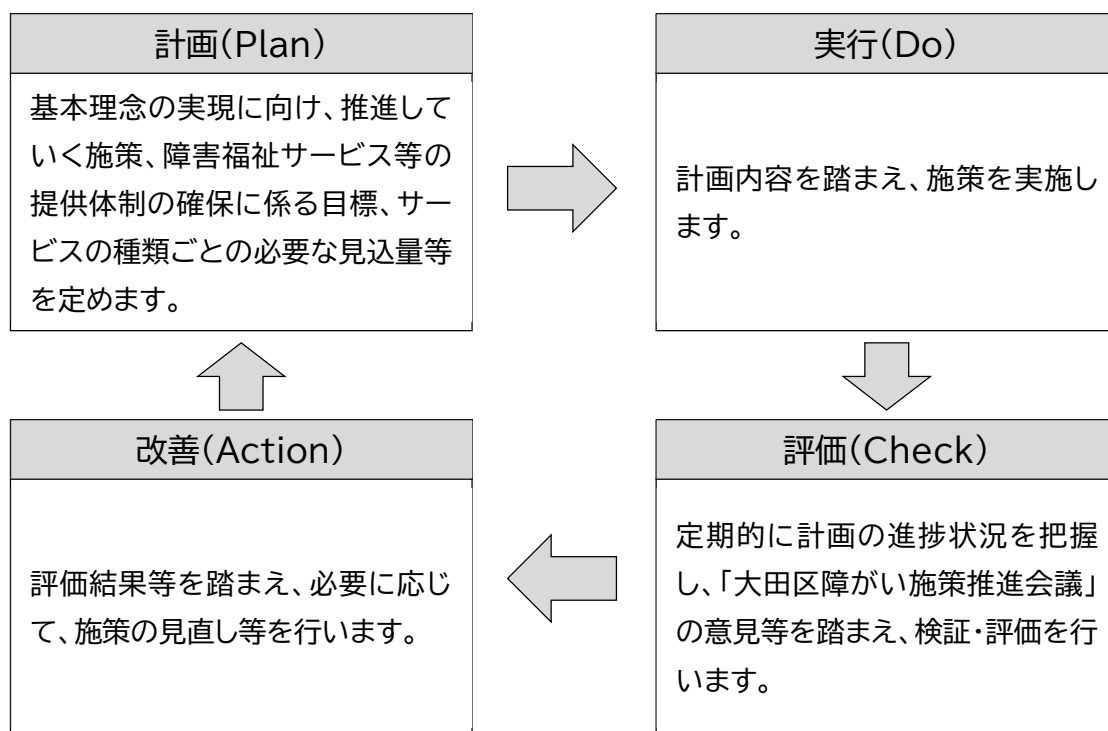 計画(Plan)
基本理念の実現に向け、推進して
いく施策、障害福祉サービス等の
提供体制の確保に係る目標、サー
ビスの種類ごとの必要な見込量等
を定めます。
実行(Do)
計画内容を踏まえ、施策を実施し
ます。
評価(Check)
定期的に計画の進捗状況を把握
し、「大田区障がい施策推進会議」
の意見等を踏まえ、検証・評価を行
います。
改善(Action)
評価結果等を踏まえ、必要に応じ
て、施策の見直し等を行います。